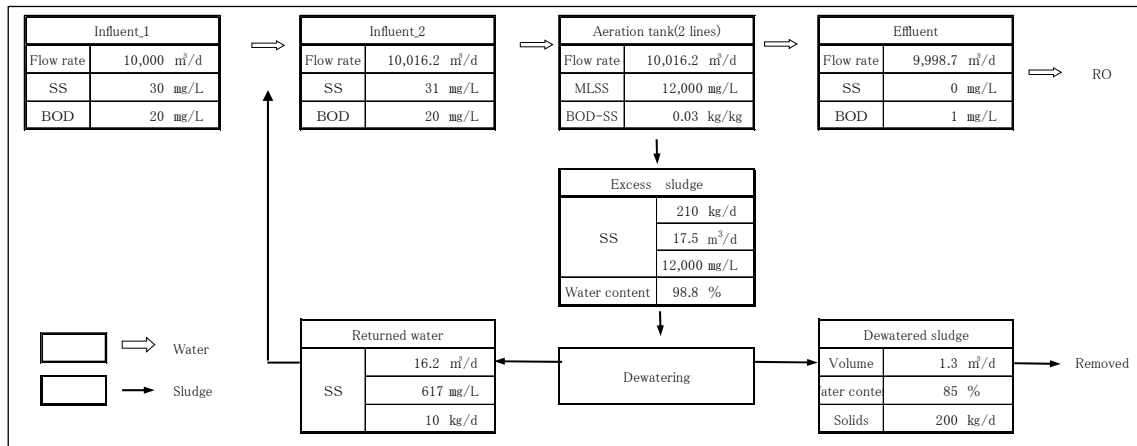 Influent_1
Flow rate 10,000 m³/d
SS 30 mg/L
BOD 20 mg/L
Influent_2
Flow rate 10,016.2 m³/d
SS 31 mg/L
BOD 20 mg/L
Aeration tank(2 lines)
Flow rate 10,016.2 m³/d
MLSS 12,000 mg/L
BOD-SS 0.03 kg/kg
Effluent
Flow rate 9,998.7 m³/d
SS 0 mg/L
BOD 1 mg/L
RO
Excess sludge
SS
210 kg/d
17.5 m³/d
12,000 mg/L
Water content 98.8 %
Returned water
SS
16.2 m³/d
617 mg/L
10 kg/d
Dewatering
Dewatered sludge
Volume 1.3 m³/d
ater conte 85 %
Solids 200 kg/d
Removed
Water
Sludge